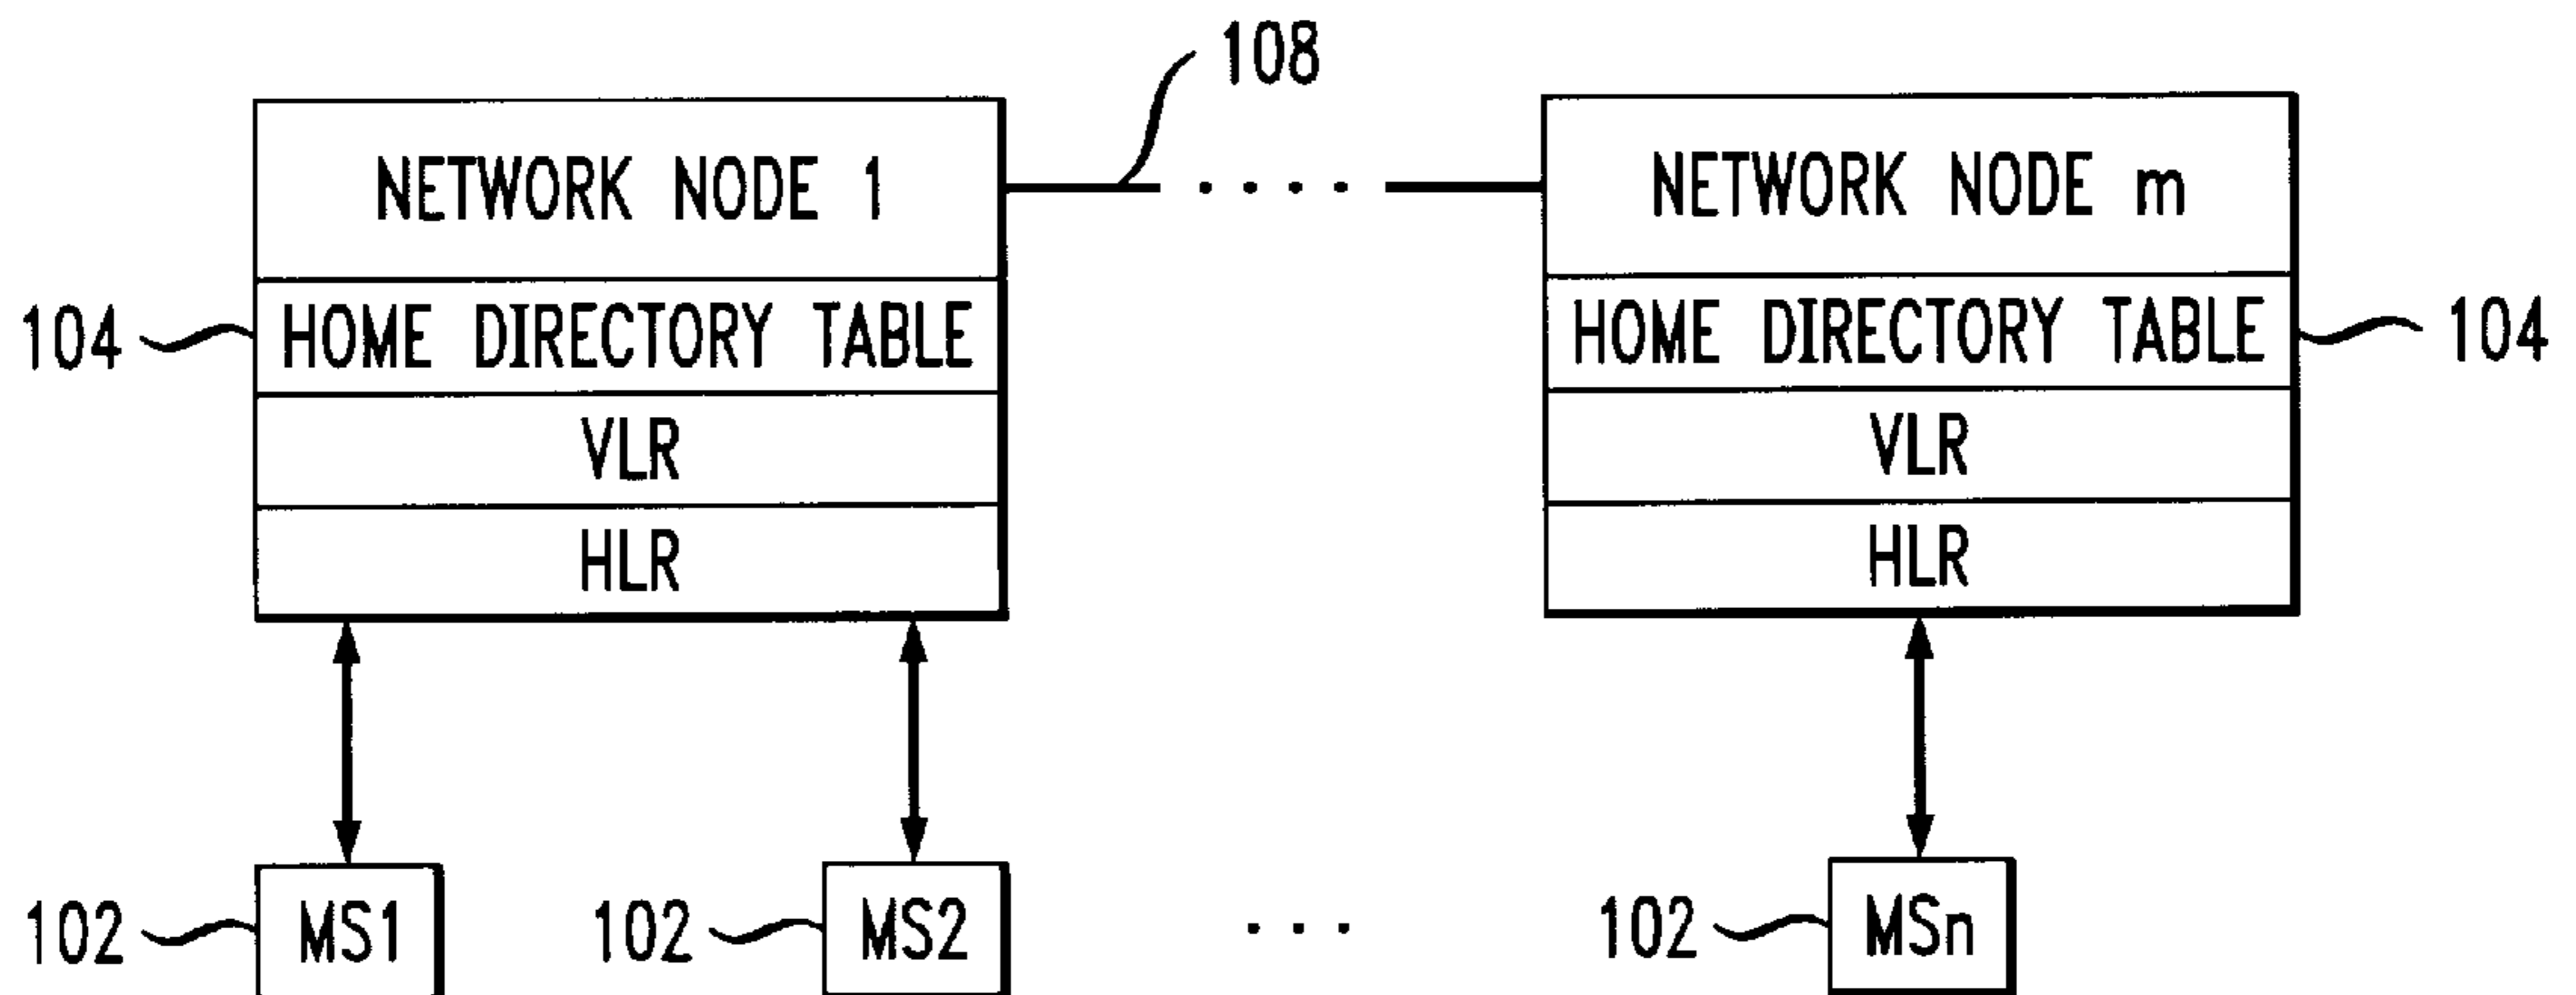 108
NETWORK NODE 1
NETWORK NODE m
104
HOME DIRECTORY TABLE
HOME DIRECTORY TABLE
104
VLR
VLR
HLR
HLR
102
MS1
102
MS2
102
MSn